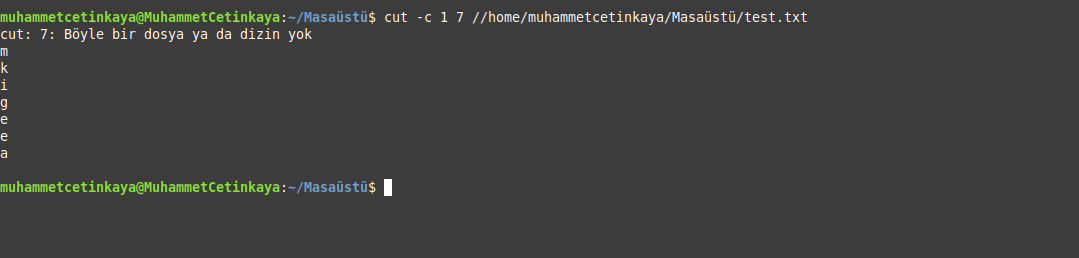 muhammetcetinkaya@MuhammetCetinkaya:~/Masaüstü$ cut -c 1 7 //home/muhammetcetinkaya/Masaüstü/test.txt
cut: 7: Böyle bir dosya ya da dizin yok
m
k
i
g
e
e
a
muhammetcetinkaya@MuhammetCetinkaya:~/Masaüstü$